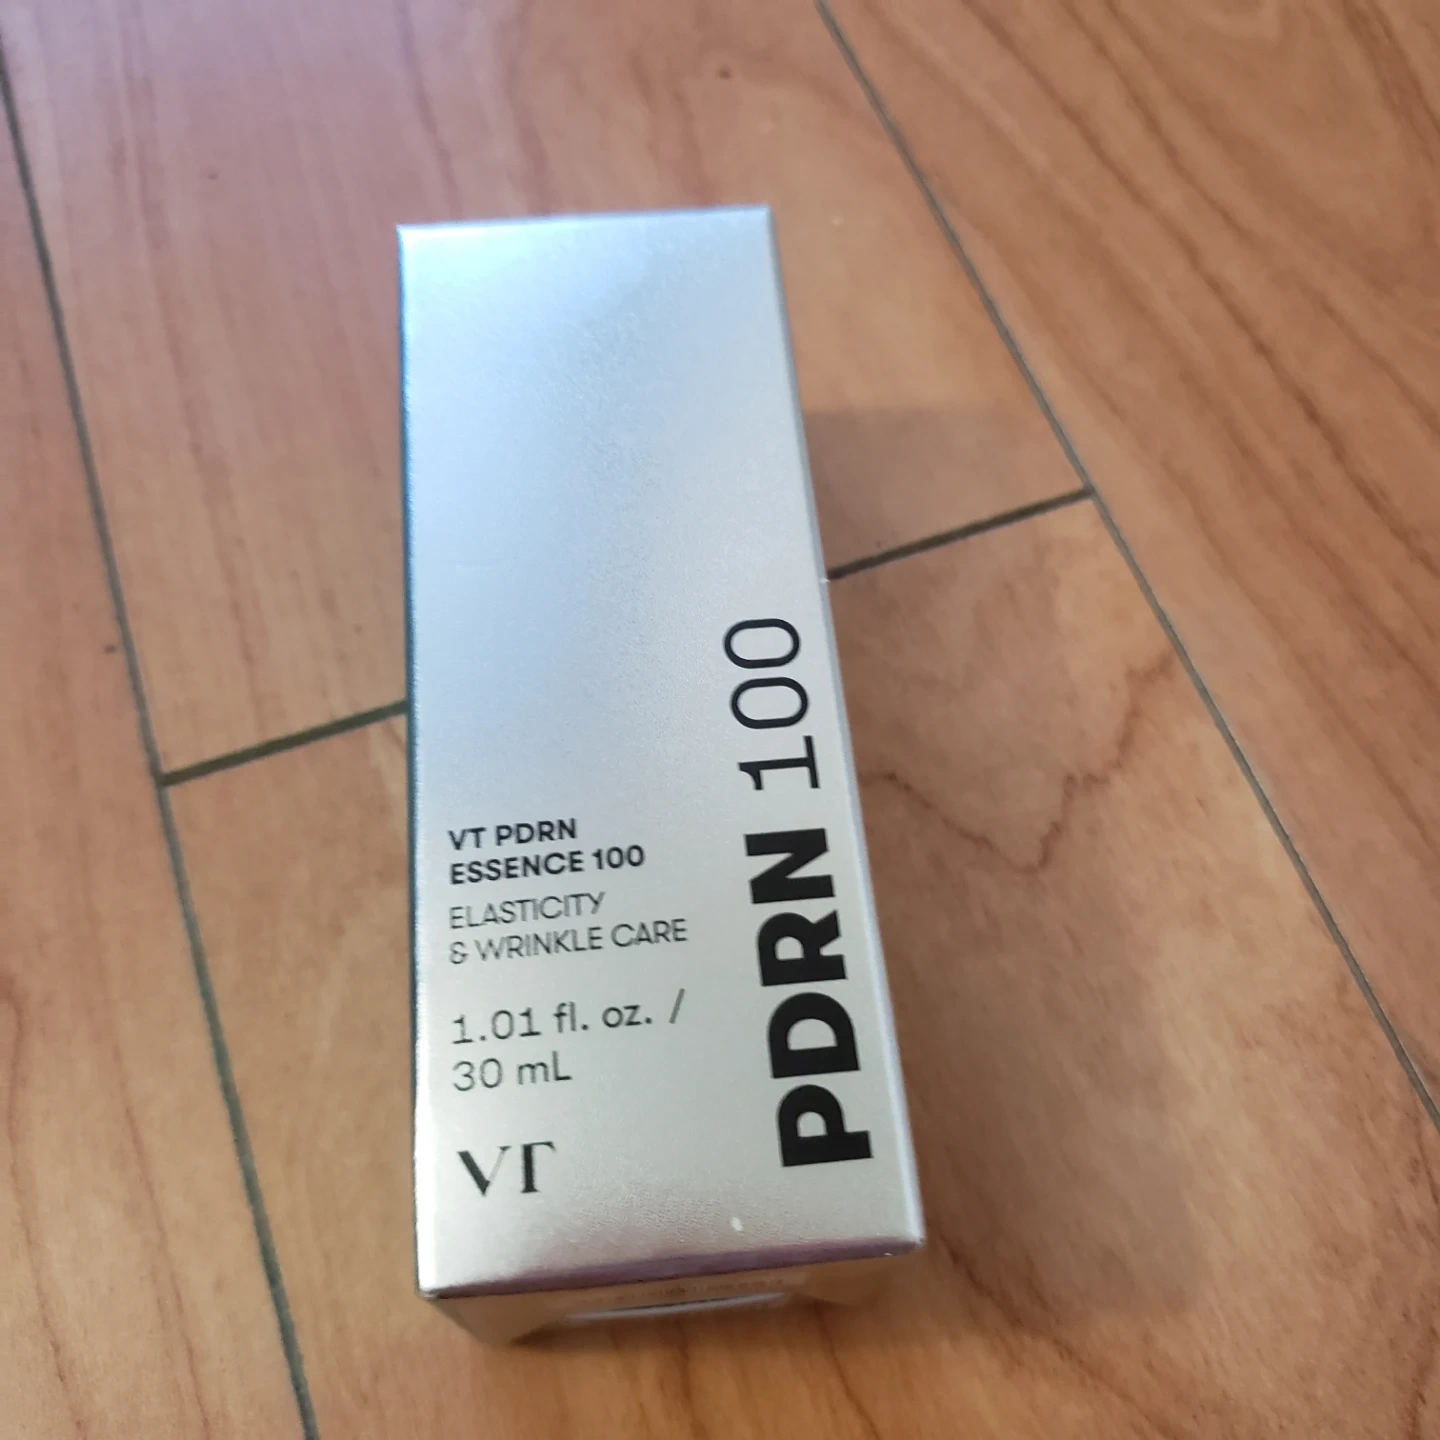 VT PDRN
ESSENCE 100
ELASTICITY
& WRINKLE CARE
1.01 fl. oz. /
30 mL
VT
PDRN 100